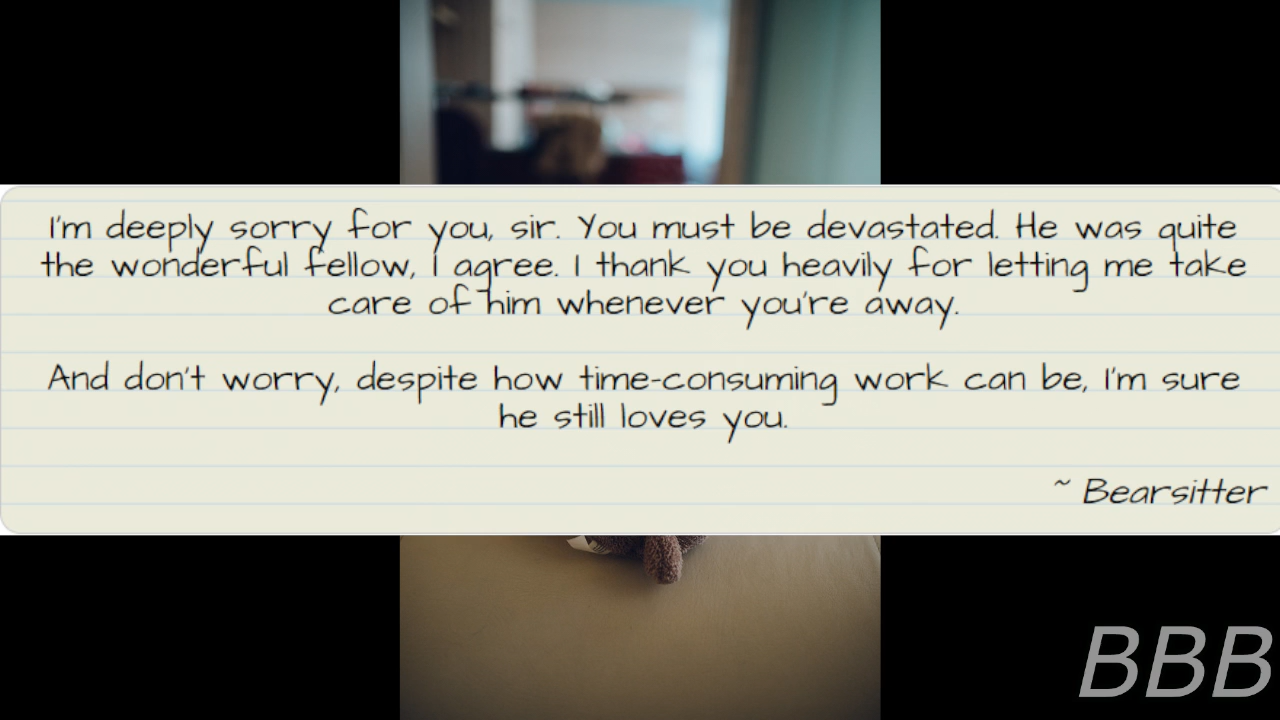 I'm deeply sorry for you, sir. You must be devastated. He was quite
the wonderful fellow, I agree. I thank you heavily for letting me take
care of him whenever you're away.
And don't worry, despite how time-consuming work can be, I'm sure
he still loves you.
~ Bearsitter
BBB